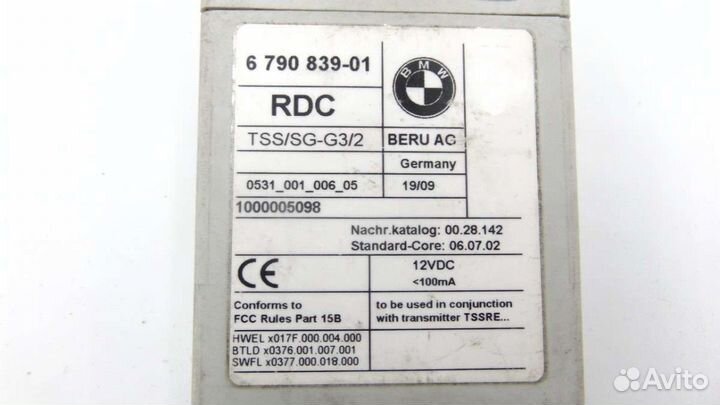 6 790 839-01
BMW
RDC
TSS/SG-G3/2
BERU AG
Germany
0531_001_006_05
19/09
1000005098
Nachr.katalog: 00.28.142
Standard-Core: 06.07.02
CE
12VDC
<100mA
Conforms to
FCC Rules Part 15B
to be used in conjunction
with transmitter TSSRE...
HWEL x017F.000.004.000
BTLD x0376.001.007.001
SWFL x0377.000.018.000
Avito